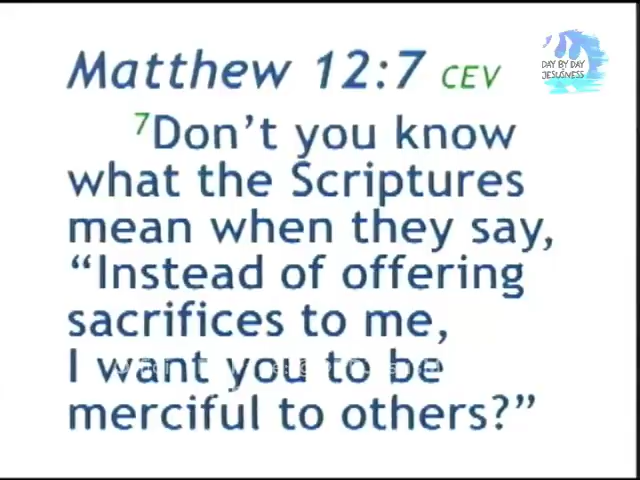 Matthew 12:7 CEV
DAY BY DAY
JESUSNESS
7Don't you know
what the Scriptures
mean when they say,
“Instead of offering
sacrifices to me,
I want you to be
merciful to others?”